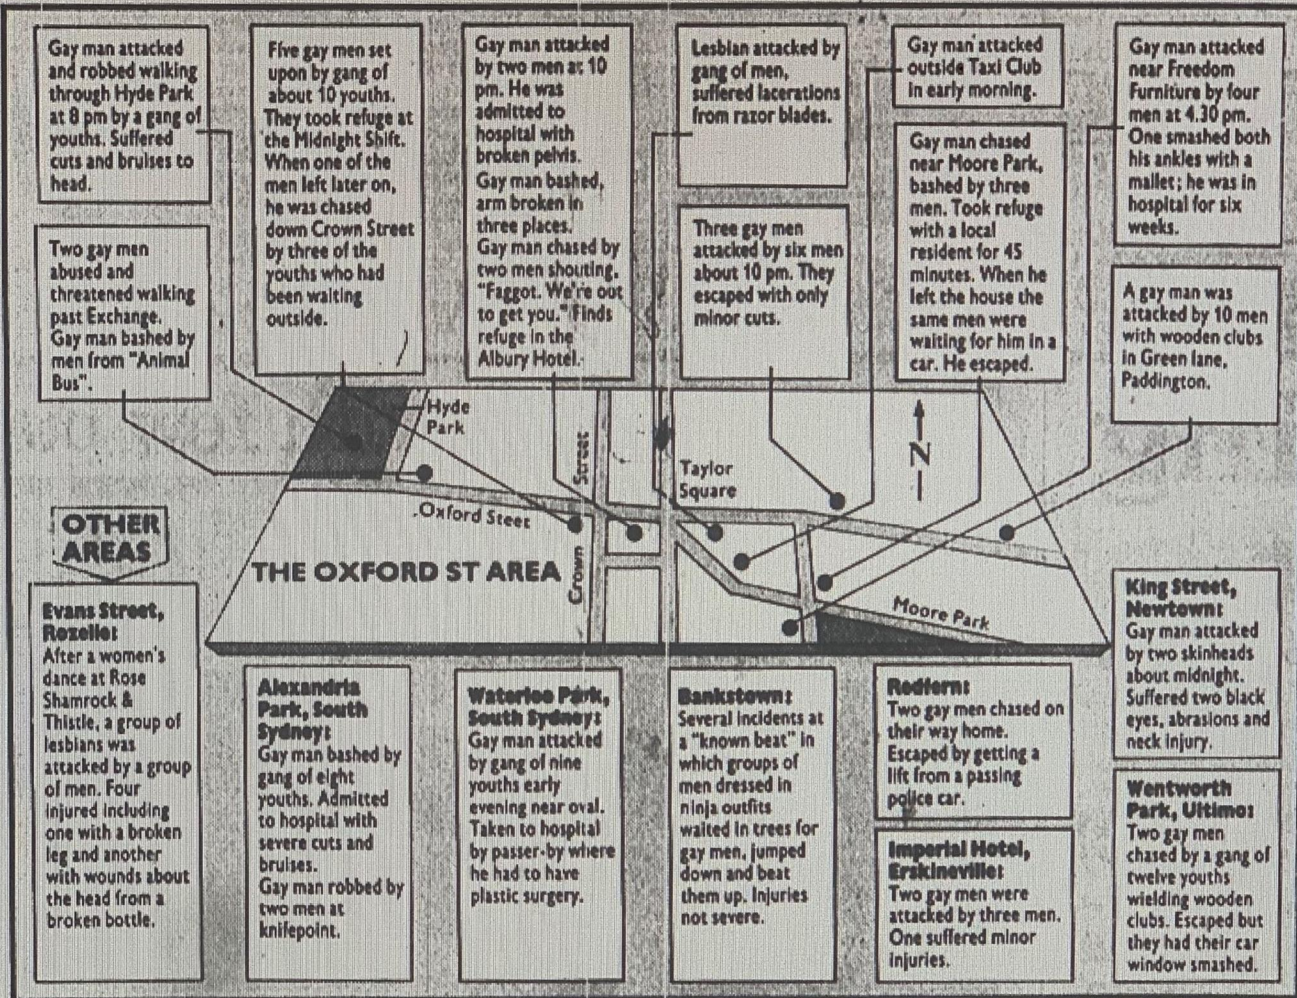 Gay man attacked
and robbed walking
through Hyde Park
at 8 pm by a gang of
youths. Suffered
cuts and bruises to
head.
Two gay men
abused and
threatened walking
past Exchange.
Gay man bashed by
men from "Animal
Bus".
Five gay men set
upon by gang of
about 10 youths.
They took refuge at
the Midnight Shift.
When one of the
men left later on,
he was chased
down Crown Street
by three of the
youths who had
been waiting
outside.
Gay man attacked
by two men at 10
pm. He was
admitted to
hospital with
broken pelvis.
Gay man bashed,
arm broken in
three places.
Gay man chased by
two men shouting,
"Faggot. We're out
to get you." Finds
refuge in the
Albury Hotel.
Lesbian attacked by
gang of men,
suffered lacerations
from razor blades.
Three gay men
attacked by six men
about 10 pm. They
escaped with only
minor cuts.
Gay man attacked
outside Taxi Club
in early morning.
Gay man chased
near Moore Park,
bashed by three
men. Took refuge
with a local
resident for 45
minutes. When he
left the house the
same men were
waiting for him in a
car. He escaped.
Gay man attacked
near Freedom
Furniture by four
men at 4.30 pm.
One smashed both
his ankles with a
mallet; he was in
hospital for six
weeks.
A gay man was
attacked by 10 men
with wooden clubs
in Green lane,
Paddington.
Hyde
Park
Street
Taylor
Square
N
.Oxford Steet
Crown
THE OXFORD ST AREA
Moore Park
OTHER
AREAS
Evans Street,
Rozelle:
After a women's
dance at Rose
Shamrock &
Thistle, a group of
lesbians was
attacked by a group
of men. Four
injured including
one with a broken
leg and another
with wounds about
the head from a
broken bottle.
Alexandria
Park, South
Sydney:
Gay man bashed by
gang of eight
youths. Admitted
to hospital with
severe cuts and
bruises.
Gay man robbed by
two men at
knifepoint.
Waterloo Park,
South Sydney:
Gay man attacked
by gang of nine
youths early
evening near oval.
Taken to hospital
by passer-by where
he had to have
plastic surgery.
Bankstown:
Several incidents at
a "known beat" in
which groups of
men dressed in
ninja outfits
waited in trees for
gay men, jumped
down and beat
them up. Injuries
not severe.
Redfern:
Two gay men chased on
their way home.
Escaped by getting a
lift from a passing
police car.
Imperial Hotel,
Erskineville:
Two gay men were
attacked by three men.
One suffered minor
injuries.
King Street,
Newtown:
Gay man attacked
by two skinheads
about midnight.
Suffered two black
eyes, abrasions and
neck injury.
Wentworth
Park, Ultimo:
Two gay men
chased by a gang of
twelve youths
wielding wooden
clubs. Escaped but
they had their car
window smashed.